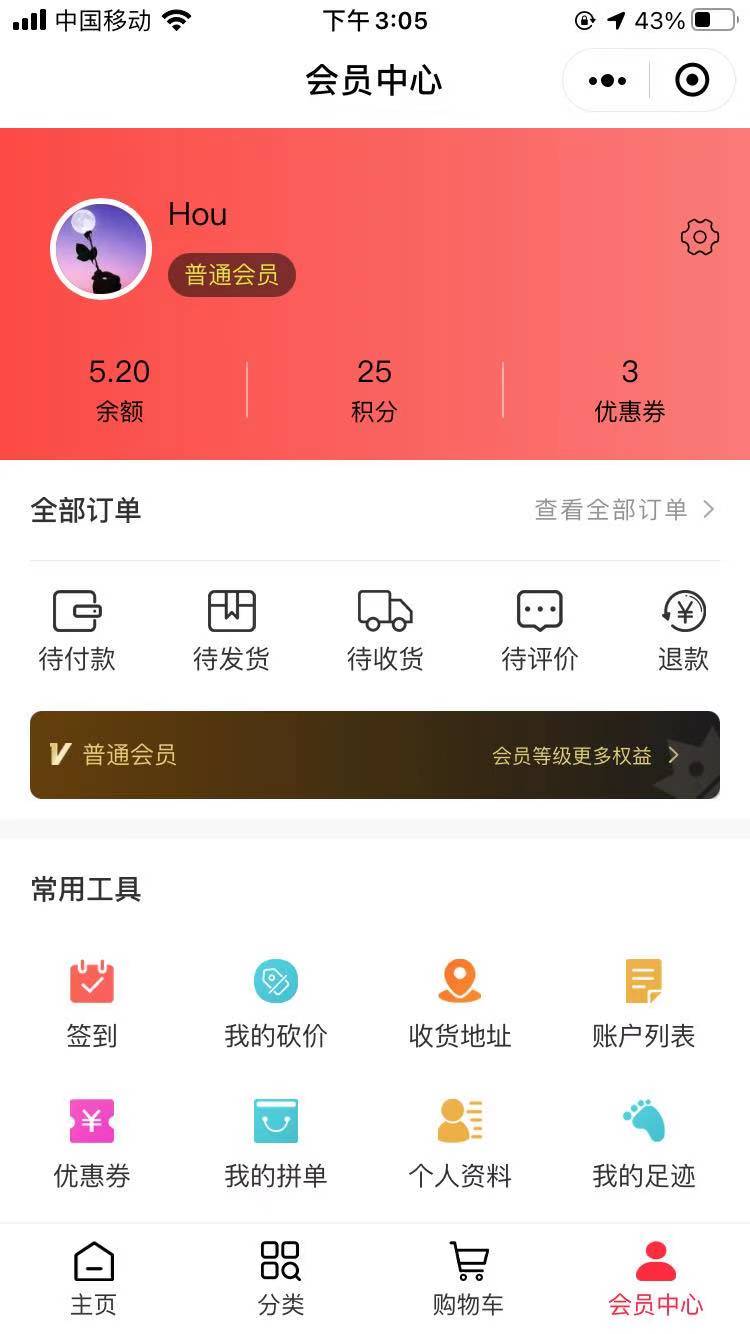 中国移动 下午3:05 43%
会员中心
Hou
普通会员
5.20 25 3
余额 积分 优惠券
全部订单 查看全部订单
待付款 待发货 待收货 待评价 退款
V 普通会员 会员等级更多权益
常用工具
签到 我的砍价 收货地址 账户列表
优惠券 我的拼单 个人资料 我的足迹
主页 分类 购物车 会员中心